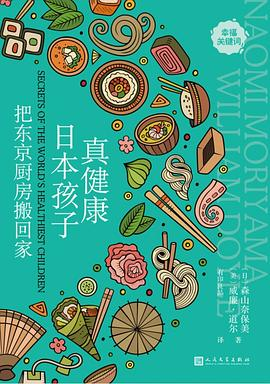 幸福
关键词
NAOMI MORIYAMA
日本孩子
真健康
SECRETS OF THE WORLD'S HEALTHIEST CHILDREN
把东京厨房搬回家
[日] 森山奈保美
[美] 威廉·道尔 著
译
人民文学出版社